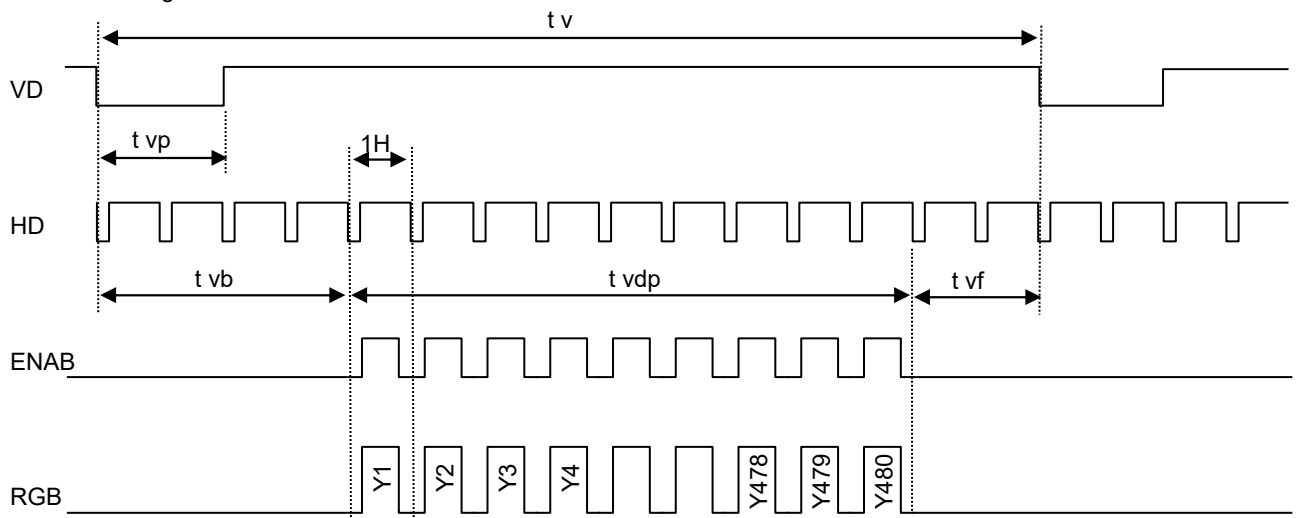 t v
VD
t vp
1H
HD
t vb
t vdp
t vf
ENAB
RGB
Y1
Y2
Y3
Y4
Y478
Y479
Y480